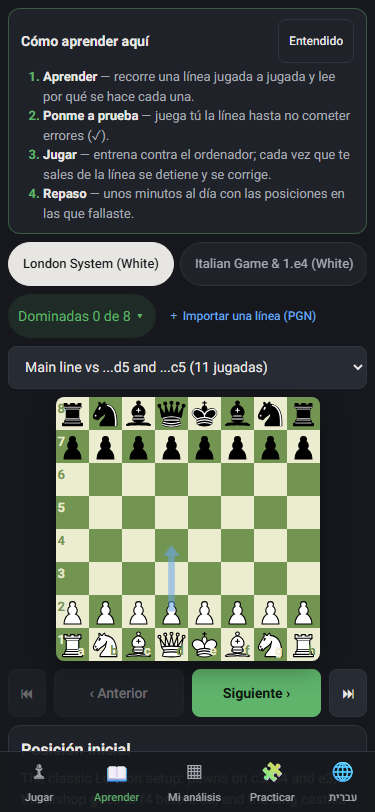 Cómo aprender aquí
Entendido
1. Aprender — recorre una línea jugada a jugada y lee
por qué se hace cada una.
2. Ponme a prueba — juega tú la línea hasta no cometer
errores (✓).
3. Jugar — entrena contra el ordenador; cada vez que te
sales de la línea se detiene y se corrige.
4. Repaso — unos minutos al día con las posiciones en
las que fallaste.
London System (White)
Italian Game & 1.e4 (White)
Dominadas 0 de 8 ▾
+ Importar una línea (PGN)
Main line vs ...d5 and ...c5 (11 jugadas)
8
7
6
5
4
3
2
1
‹ Anterior
Siguiente ›
Posición inicial
Jugar
Aprender
Mi análisis
Practicar
עברית